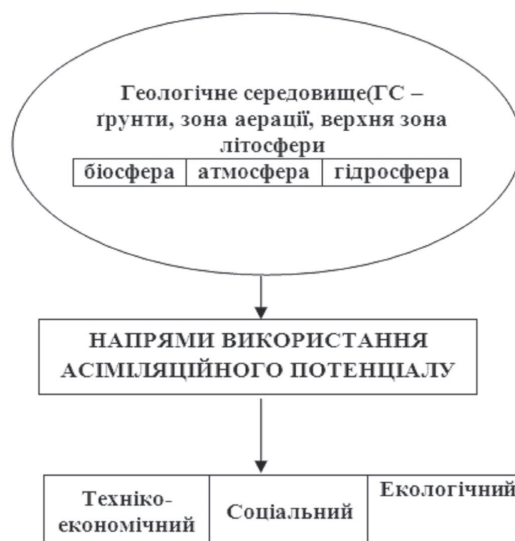 Геологічне середовище(ГС –
ґрунти, зона аерації, верхня зона
літосфери
біосфера атмосфера гідросфера
НАПРЯМИ ВИКОРИСТАННЯ
АСІМІЛЯЦІЙНОГО ПОТЕНЦІАЛУ
Техніко-
економічний
Соціальний
Екологічний